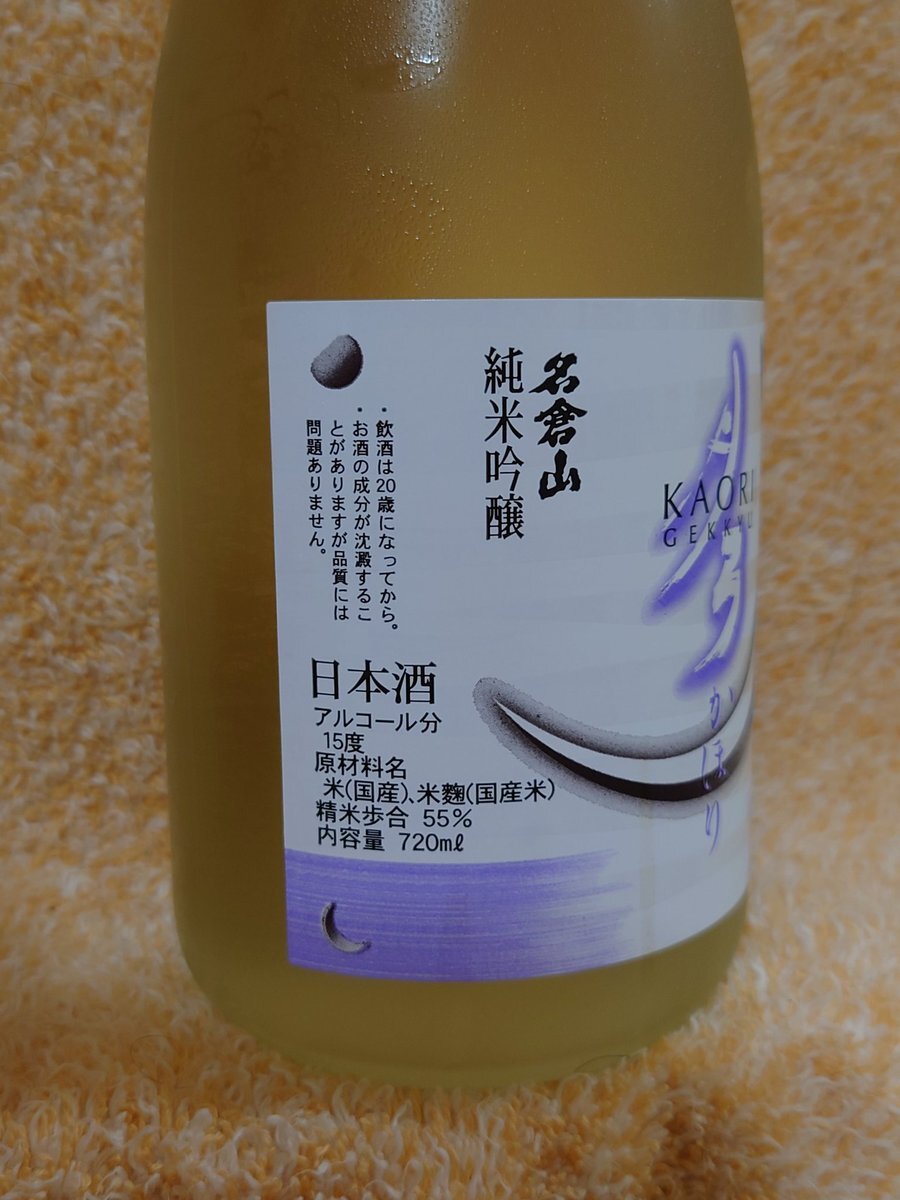 名倉山
純米吟醸
KAORI
GEKKYU
かほり
・飲酒は20歳になってから。
・お酒の成分が沈澱するこ
とがありますが品質には
問題ありません。
日本酒
アルコール分
15度
原材料名
米(国産)、米麴(国産米)
精米歩合 55%
内容量 720mℓ